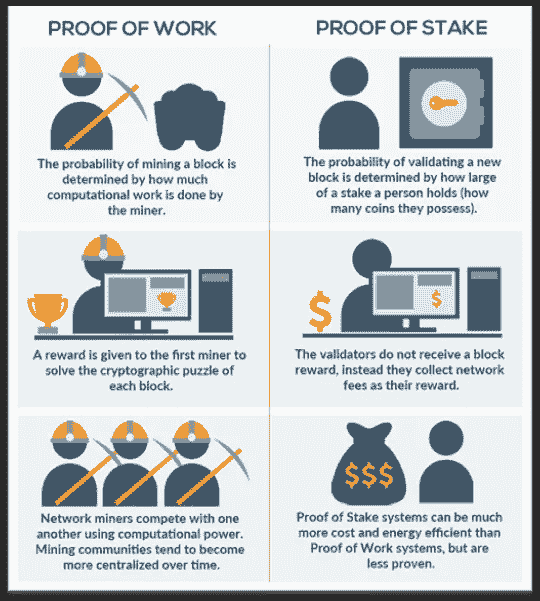 PROOF OF WORK
PROOF OF STAKE
The probability of mining a block is
determined by how much
computational work is done by
the miner.
The probability of validating a new
block is determined by how large
of a stake a person holds (how
many coins they possess).
A reward is given to the first miner to
solve the cryptographic puzzle of
each block.
$
$
The validators do not receive a block
reward, instead they collect network
fees as their reward.
Network miners compete with one
another using computational power.
Mining communities tend to become
more centralized over time.
$$$
Proof of Stake systems can be much
more cost and energy efficient than
Proof of Work systems, but are
less proven.